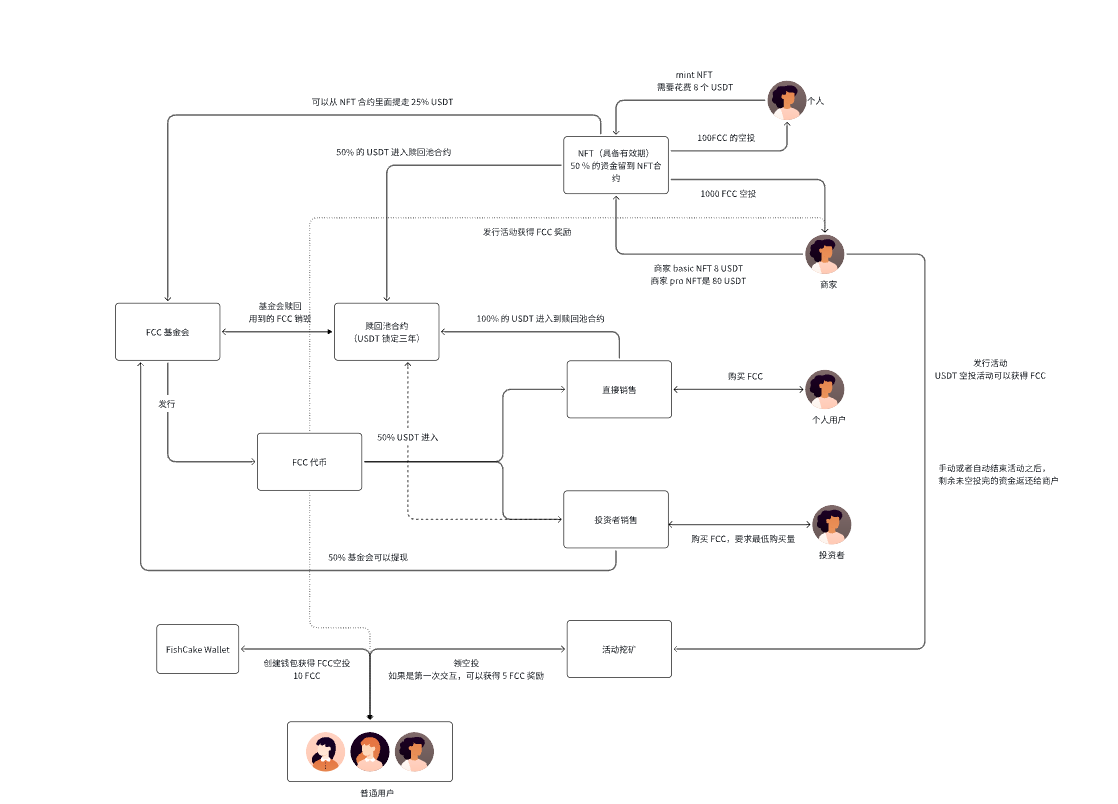 mint NFT
需要花费 8 个 USDT
个人
可以从 NFT 合约里面提走 25% USDT
100FCC 的空投
50% 的 USDT 进入赎回池合约
NFT（具备有效期）
50 % 的资金留到 NFT合
约
1000 FCC 空投
发行活动获得 FCC 奖励
商家 basic NFT 8 USDT
商家 pro NFT是 80 USDT
商家
基金会赎回
用到的 FCC 销毁
FCC 基金会
赎回池合约
（USDT 锁定三年）
100% 的 USDT 进入到赎回池合约
发行活动
USDT 空投活动可以获得 FCC
直接销售
购买 FCC
个人用户
发行
50% USDT 进入
FCC 代币
手动或者自动结束活动之后，
剩余未空投完的资金返还给商户
投资者销售
购买 FCC，要求最低购买量
投资者
50% 基金会可以提现
FishCake Wallet
创建钱包获得 FCC空投
10 FCC
领空投
如果是第一次交互，可以获得 5 FCC 奖励
活动挖矿
普通用户